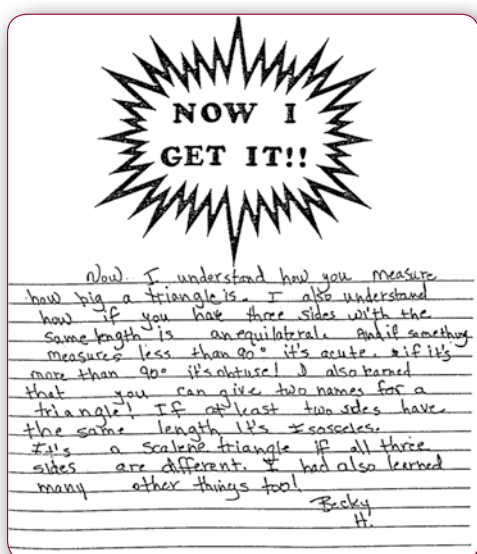 NOW I
GET IT!!
Now I understand how you measure
how big a triangle is. I also understand
how if you have three sides with the
same length is an equilateral. And if something
measures less than 90° it's acute. + if it's
more than 90° it's obtuse! I also learned
that you can give two names for a
triangle! If at least two sides have
the same length It's Isosceles.
It's a scalene triangle if all three
sides are different. I had also learned
many other things too!
Becky
H.